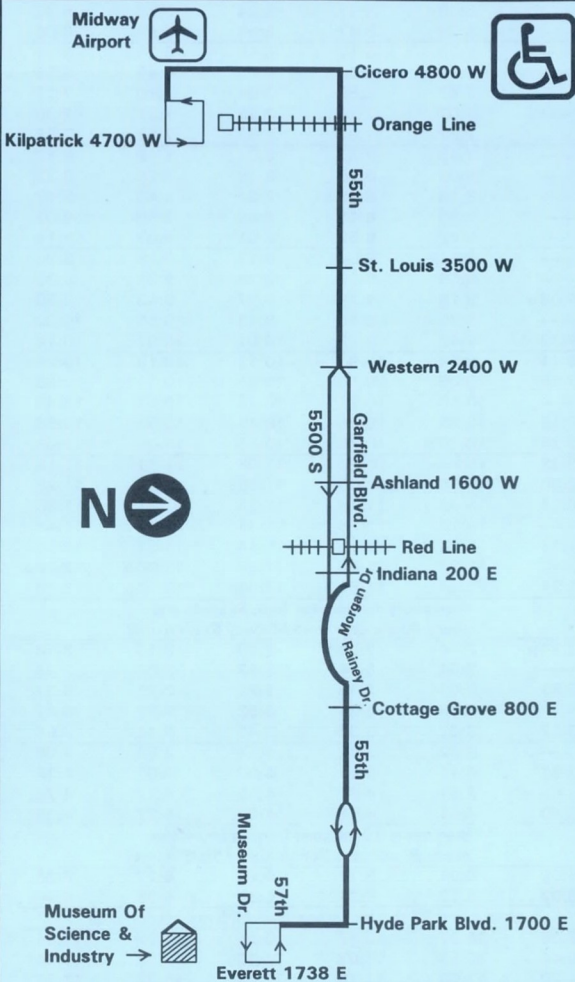 Midway
Airport
Cicero 4800 W
Orange Line
Kilpatrick 4700 W
55th
St. Louis 3500 W
Western 2400 W
5500 S
Garfield Blvd.
Ashland 1600 W
N
Red Line
Indiana 200 E
Morgan Dr
Rainey Dr.
Cottage Grove 800 E
55th
Museum Dr.
57th
Museum Of
Science &
Industry
Hyde Park Blvd. 1700 E
Everett 1738 E